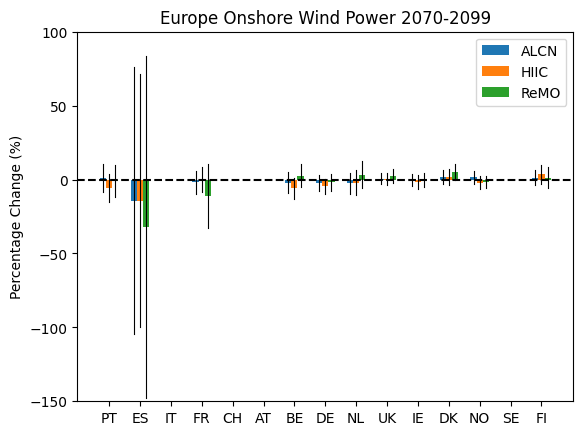 Europe Onshore Wind Power 2070-2099
ALCN
HIIC
ReMO
Percentage Change (%)
100
50
0
−50
−100
−150
PT ES IT FR CH AT BE DE NL UK IE DK NO SE FI